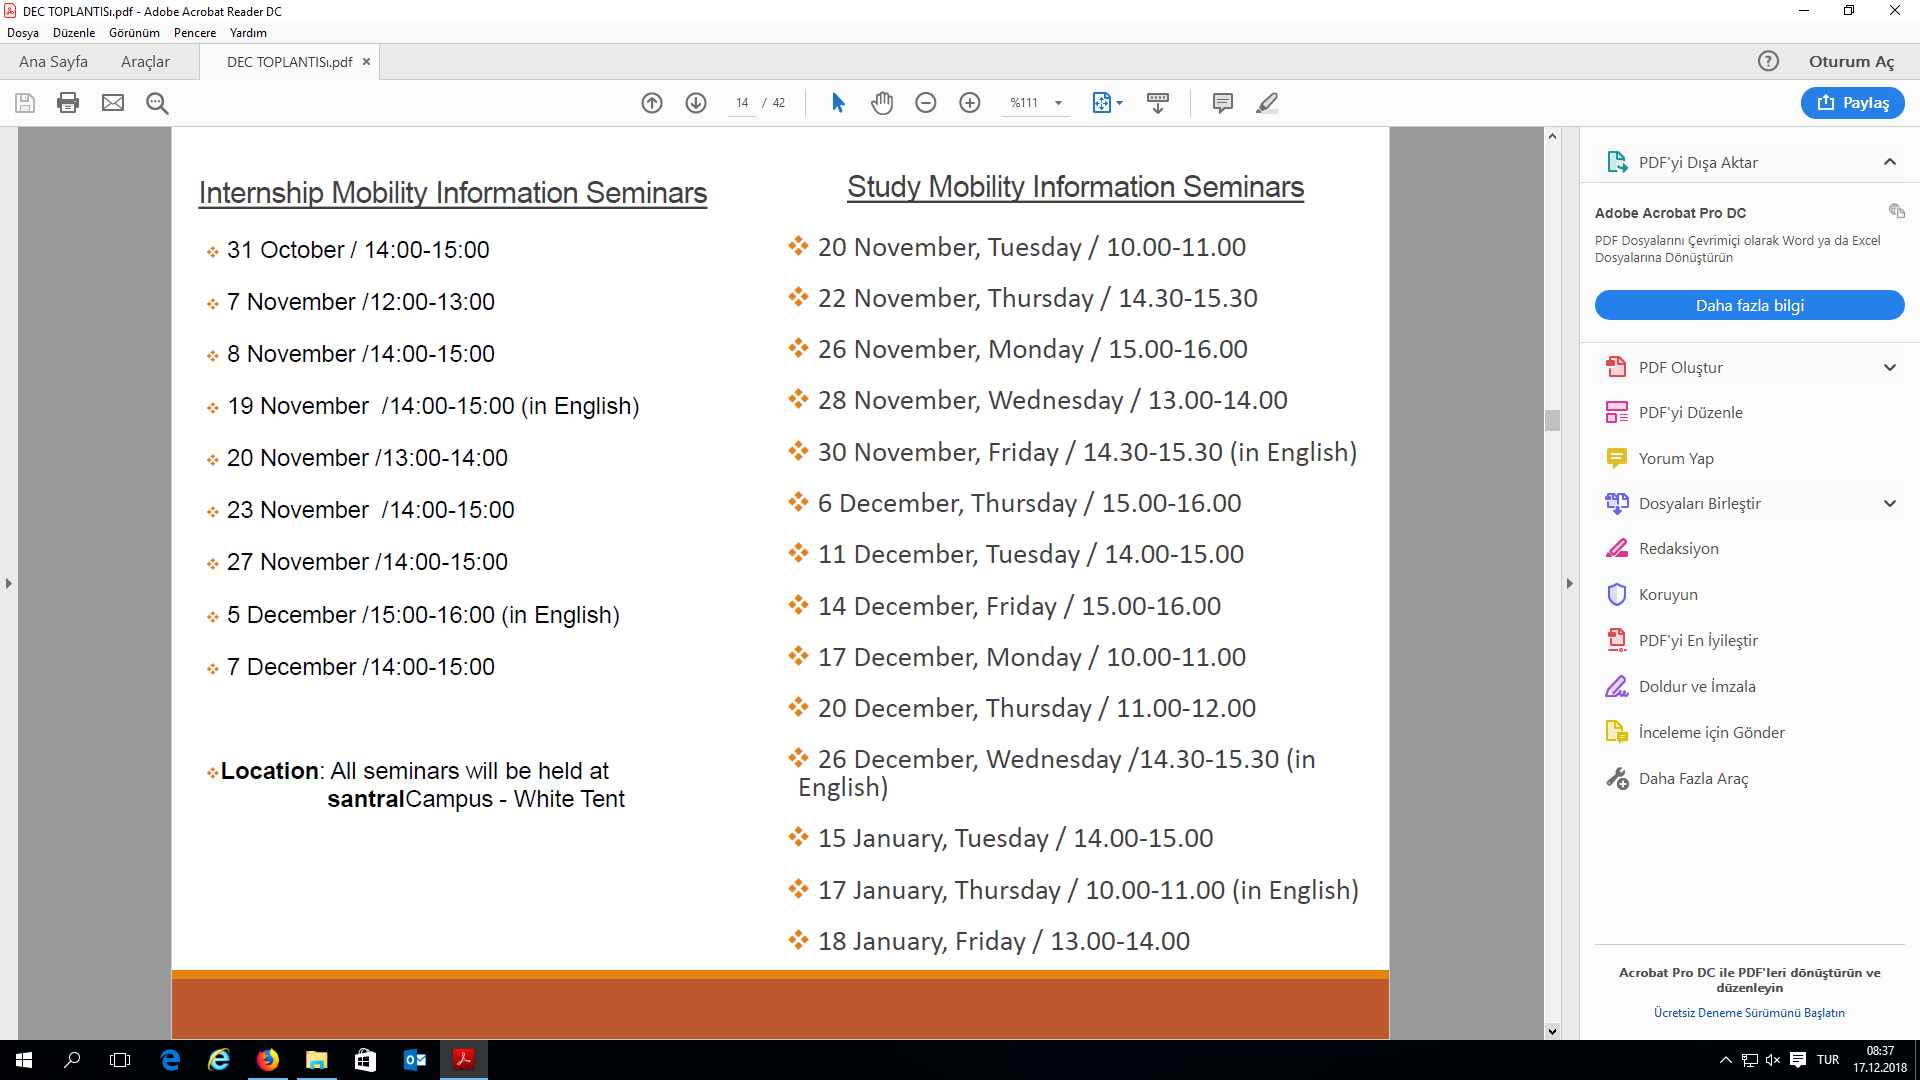 DEC TOPLANTISı.pdf - Adobe Acrobat Reader DC
Dosya Düzenle Görünüm Pencere Yardım
Ana Sayfa Araçlar DEC TOPLANTISı.pdf Oturum Aç
14 / 42 %111 Paylaş
Internship Mobility Information Seminars
31 October / 14:00-15:00
7 November /12:00-13:00
8 November /14:00-15:00
19 November /14:00-15:00 (in English)
20 November /13:00-14:00
23 November /14:00-15:00
27 November /14:00-15:00
5 December /15:00-16:00 (in English)
7 December /14:00-15:00
Location: All seminars will be held at
santralCampus - White Tent
Study Mobility Information Seminars
20 November, Tuesday / 10.00-11.00
22 November, Thursday / 14.30-15.30
26 November, Monday / 15.00-16.00
28 November, Wednesday / 13.00-14.00
30 November, Friday / 14.30-15.30 (in English)
6 December, Thursday / 15.00-16.00
11 December, Tuesday / 14.00-15.00
14 December, Friday / 15.00-16.00
17 December, Monday / 10.00-11.00
20 December, Thursday / 11.00-12.00
26 December, Wednesday /14.30-15.30 (in
English)
15 January, Tuesday / 14.00-15.00
17 January, Thursday / 10.00-11.00 (in English)
18 January, Friday / 13.00-14.00
PDF'yi Dışa Aktar
Adobe Acrobat Pro DC
PDF Dosyalarını Çevrimiçi olarak Word ya da Excel
Dosyalarına Dönüştürün
Daha fazla bilgi
PDF Oluştur
PDF'yi Düzenle
Yorum Yap
Dosyaları Birleştir
Redaksiyon
Koruyun
PDF'yi En İyileştir
Doldur ve İmzala
İnceleme için Gönder
Daha Fazla Araç
Acrobat Pro DC ile PDF'leri dönüştürün ve
düzenleyin
Ücretsiz Deneme Sürümünü Başlatın
TUR
08:37
17.12.2018